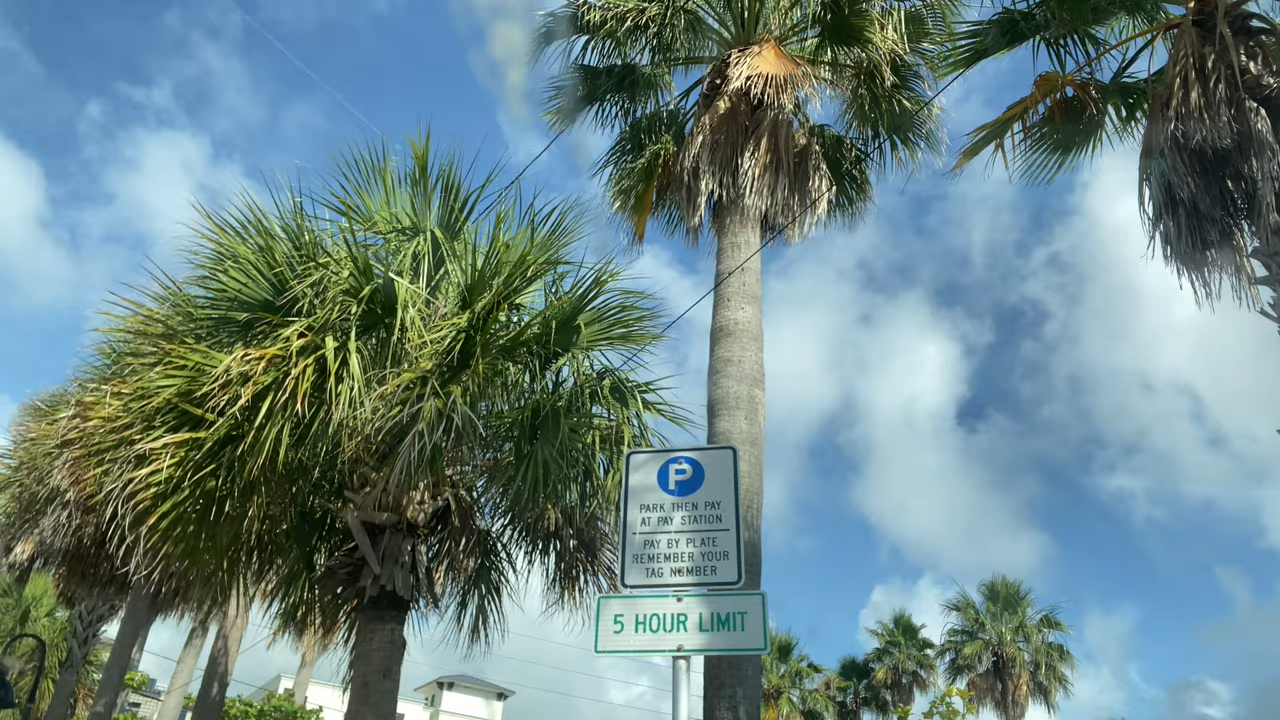 P
PARK THEN PAY
AT PAY STATION
PAY BY PLATE
REMEMBER YOUR
TAG NUMBER
5 HOUR LIMIT